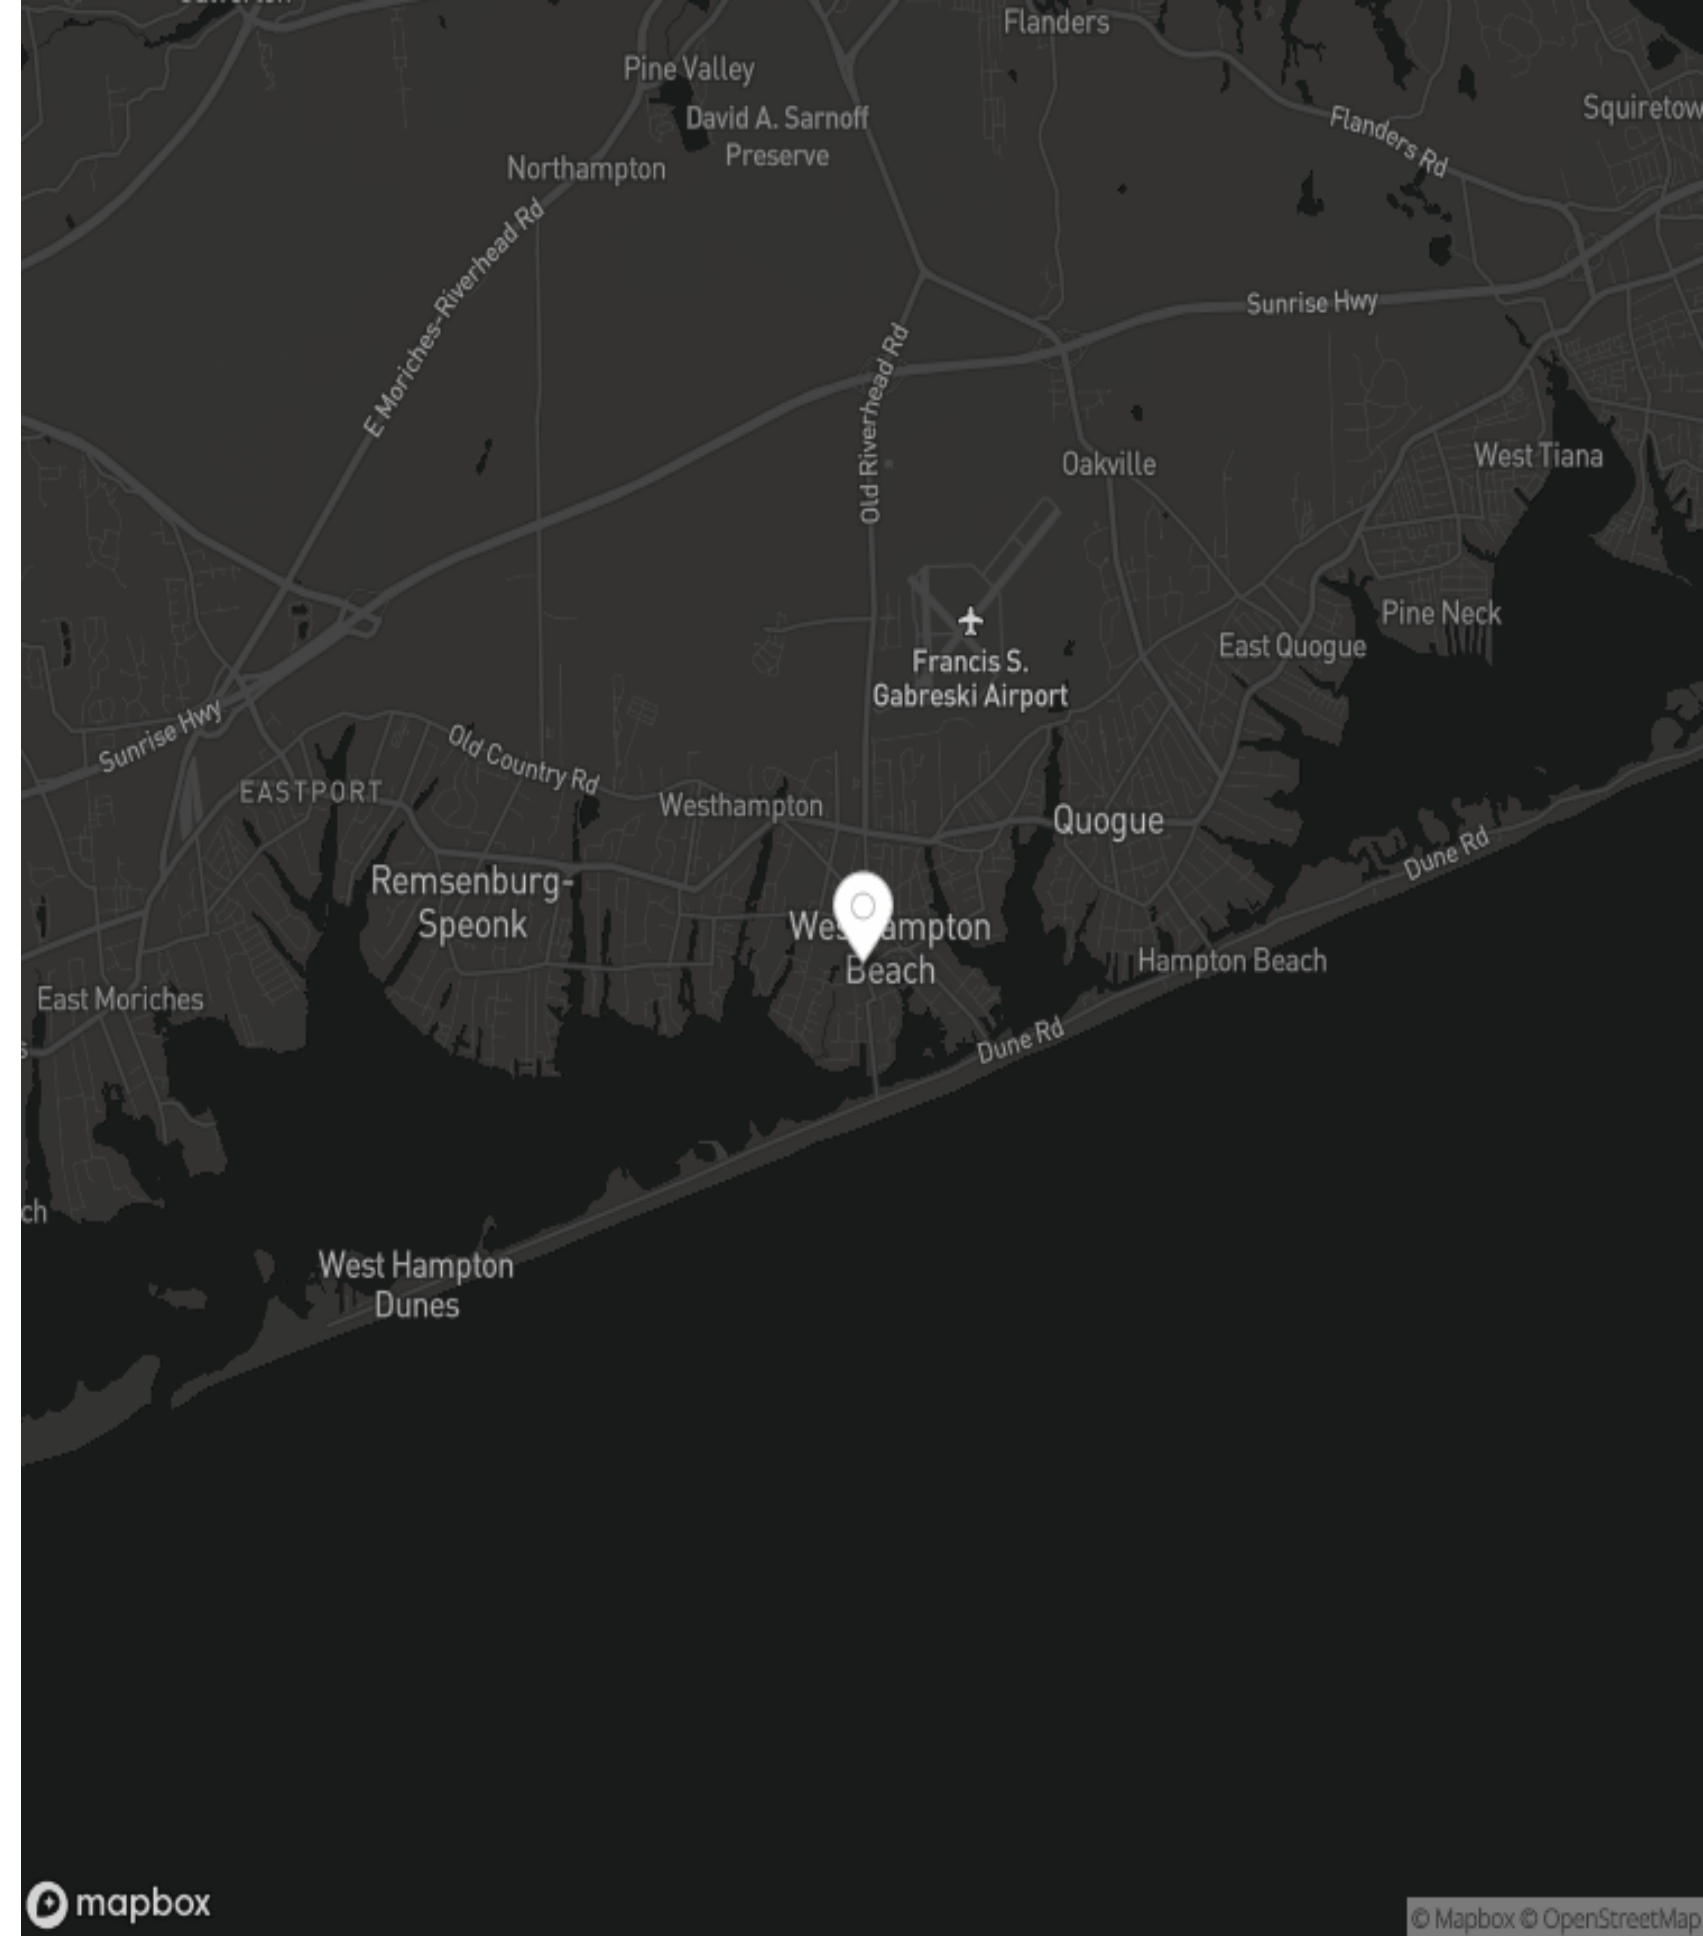 Flanders
Pine Valley
David A. Sarnoff
Preserve
Squiretow
Flanders Rd
Northampton
E Moriches-Riverhead Rd
Sunrise Hwy
Old Riverhead Rd
Oakville
West Tiana
Pine Neck
East Quogue
Francis S.
Gabreski Airport
Sunrise Hwy
Old Country Rd
EASTPORT
Westhampton
Quogue
Dune Rd
Remsenburg-
Speonk
Wes ampton
Beach
Hampton Beach
East Moriches
Dune Rd
s
ch
West Hampton
Dunes
mapbox
© Mapbox © OpenStreetMap